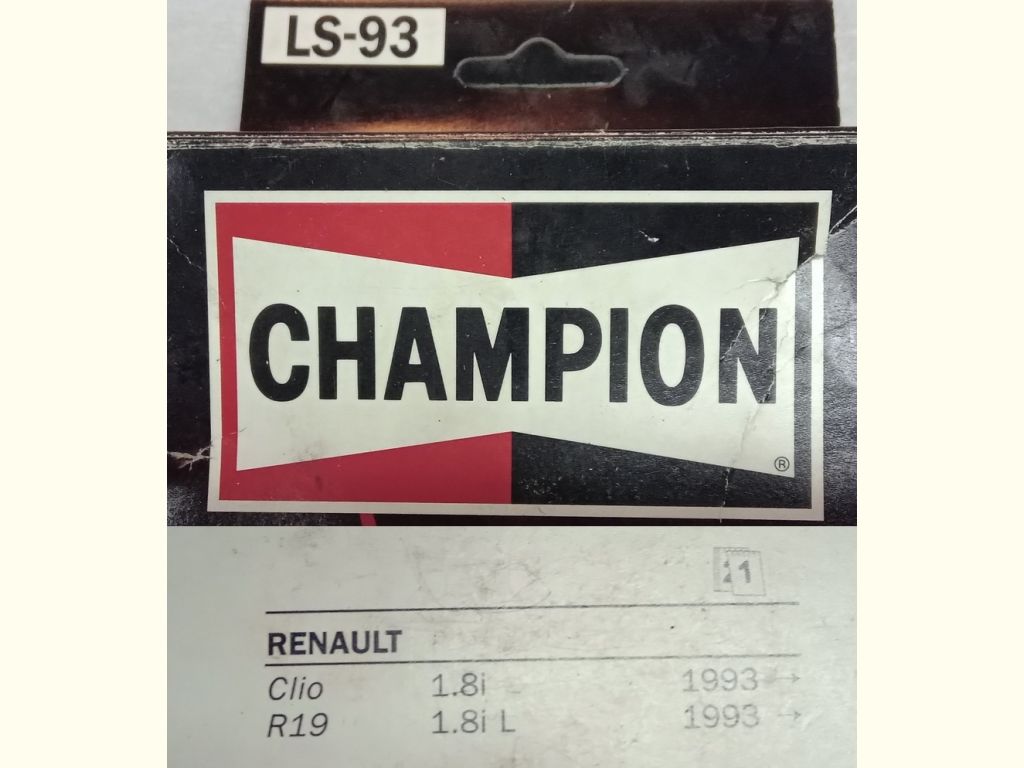 LS-93
CHAMPION
®
21
RENAULT
Clio 1.8i 1993 →
R19 1.8i L 1993 →